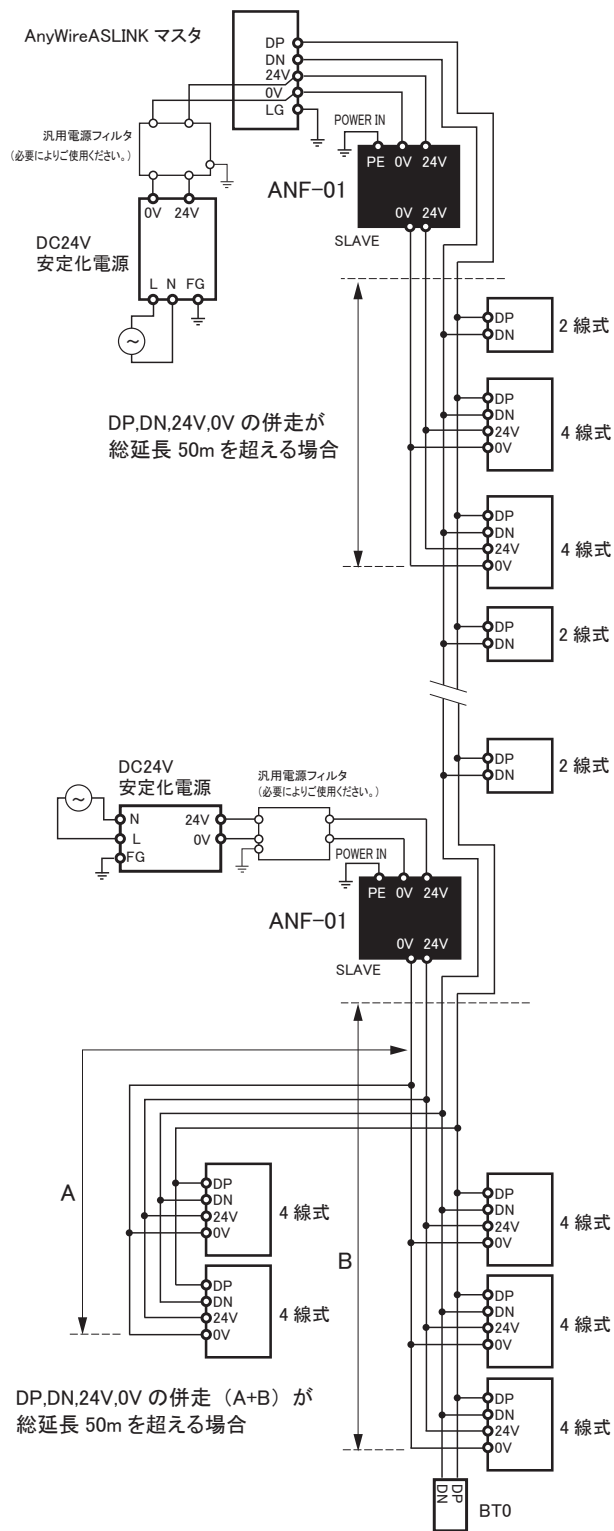 AnyWireASLINK マスタ
DP
DN
24V
0V
LG
汎用電源フィルタ
(必要によりご使用ください。)
POWER IN
PE 0V 24V
ANF-01
0V 24V
SLAVE
0V 24V
DC24V
安定化電源
L N FG
~
DP,DN,24V,0V の併走が
総延長 50m を超える場合
DP
DN
2 線式
DP
DN
24V
0V
4 線式
DP
DN
24V
0V
4 線式
DP
DN
2 線式
DP
DN
2 線式
DC24V
安定化電源
~
N
L
FG
24V
0V
汎用電源フィルタ
(必要によりご使用ください。)
POWER IN
PE 0V 24V
ANF-01
0V 24V
SLAVE
A
DP
DN
24V
0V
4 線式
DP
DN
24V
0V
4 線式
B
DP
DN
24V
0V
4 線式
DP
DN
24V
0V
4 線式
DP
DN
24V
0V
4 線式
DP,DN,24V,0V の併走（A+B）が
総延長 50m を超える場合
DN
DP
BT0